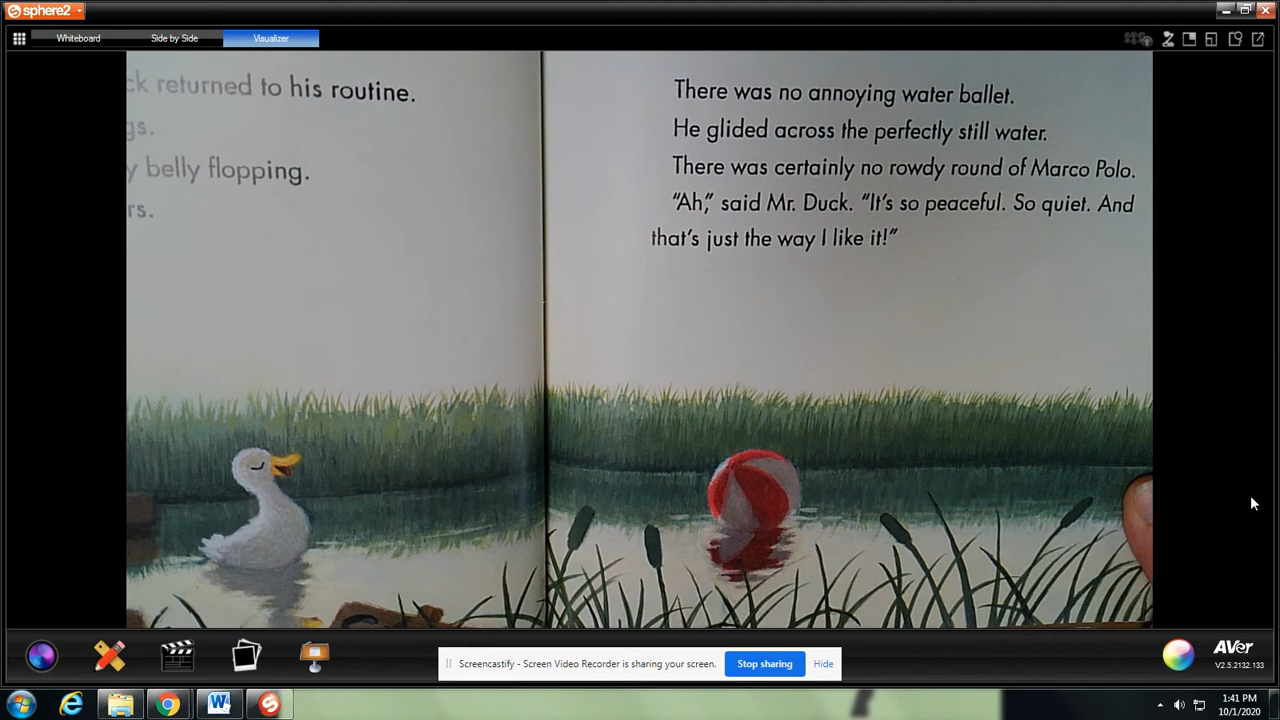 sphere2
Whiteboard
Side by Side
Visualizer
returned to his routine.
belly flopping.
There was no annoying water ballet.
He glided across the perfectly still water.
There was certainly no rowdy round of Marco Polo.
“Ah,” said Mr. Duck. “It’s so peaceful. So quiet. And
that’s just the way I like it!”
Screencastify - Screen Video Recorder is sharing your screen.
Stop sharing
Hide
AVer
V2.5.2132.133
1:41 PM
10/1/2020